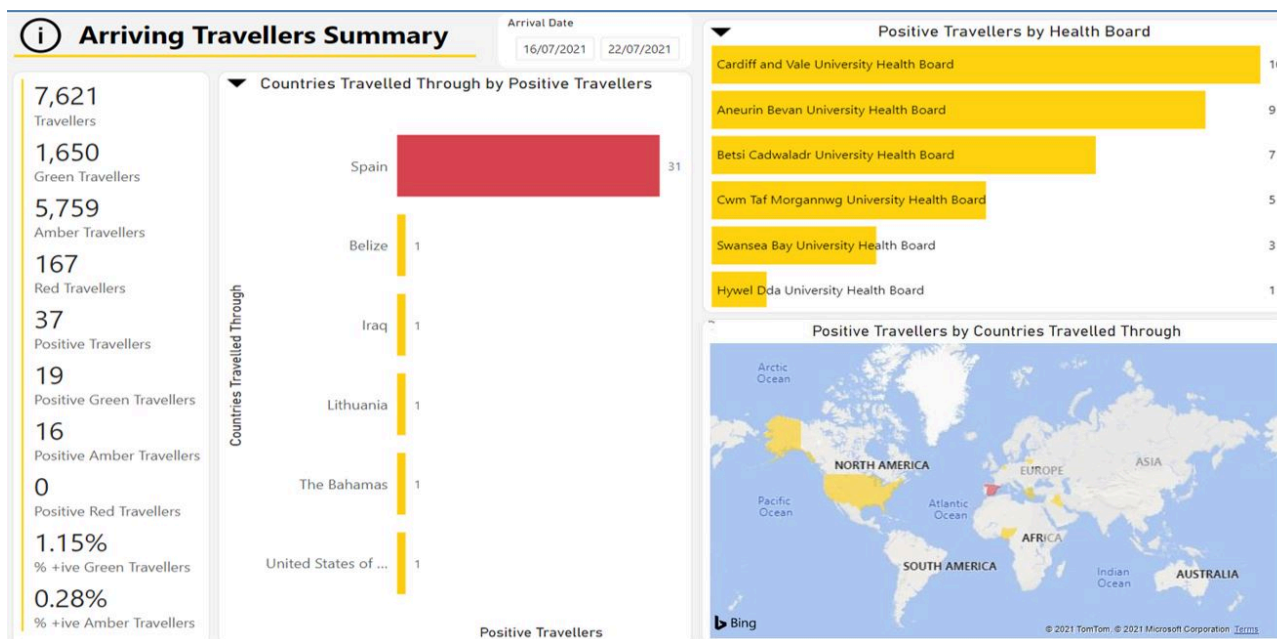 i Arriving Travellers Summary
Arrival Date
16/07/2021 22/07/2021
7,621
Travellers
1,650
Green Travellers
5,759
Amber Travellers
167
Red Travellers
37
Positive Travellers
19
Positive Green Travellers
16
Positive Amber Travellers
0
Positive Red Travellers
1.15%
% +ive Green Travellers
0.28%
% +ive Amber Travellers
Countries Travelled Through by Positive Travellers
Countries Travelled Through
Spain 31
Belize 1
Iraq 1
Lithuania 1
The Bahamas 1
United States of ... 1
Positive Travellers
Positive Travellers by Health Board
Cardiff and Vale University Health Board
Aneurin Bevan University Health Board 9
Betsi Cadwaladr University Health Board 7
Cwm Taf Morgannwg University Health Board 5
Swansea Bay University Health Board 3
Hywel Dda University Health Board 1
Positive Travellers by Countries Travelled Through
Arctic
Ocean
NORTH AMERICA
EUROPE
ASIA
Pacific
Ocean
Atlantic
Ocean
AFRICA
SOUTH AMERICA
Indian
Ocean
AUSTRALIA
Bing
© 2021 TomTom, © 2021 Microsoft Corporation Terms